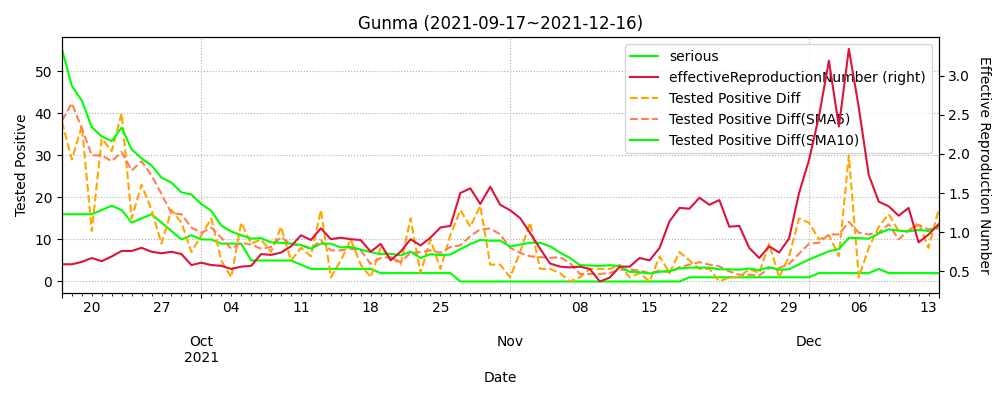 Gunma (2021-09-17~2021-12-16)
serious
effectiveReproductionNumber (right)
Tested Positive Diff
Tested Positive Diff(SMA5)
Tested Positive Diff(SMA10)
Tested Positive
50
40
30
20
10
0
Effective Reproduction Number
3.0
2.5
2.0
1.5
1.0
0.5
20 27 04 11 18 25 08 15 22 29 06 13
Oct Nov Dec
2021
Date